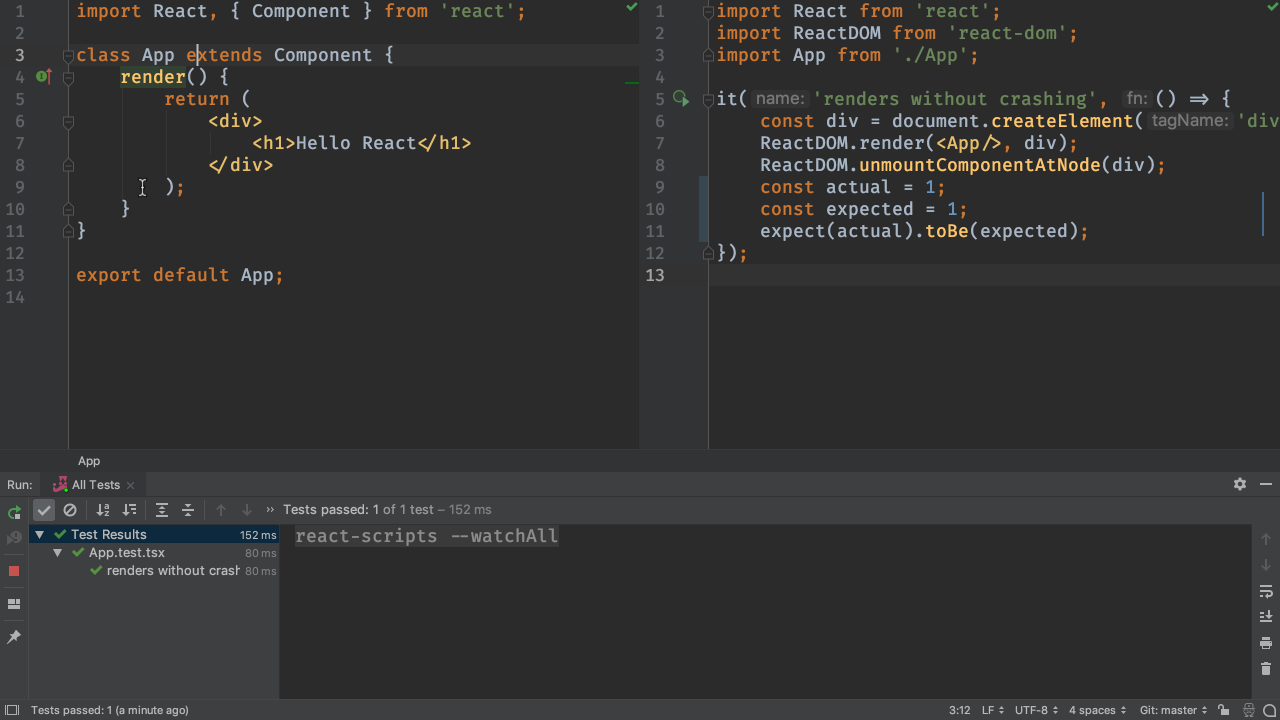 1 import React, { Component } from 'react';
2
3 class App extends Component {
4 render() {
5 return (
6 <div>
7 <h1>Hello React</h1>
8 </div>
9 );
10 }
11 }
12
13 export default App;
14
1 import React from 'react';
2 import ReactDOM from 'react-dom';
3 import App from './App';
4
5 it( name: 'renders without crashing', fn: () => {
6 const div = document.createElement( tagName: 'div
7 ReactDOM.render(<App/>, div);
8 ReactDOM.unmountComponentAtNode(div);
9 const actual = 1;
10 const expected = 1;
11 expect(actual).toBe(expected);
12 });
13
App
Run: All Tests
Tests passed: 1 of 1 test – 152 ms
Test Results 152 ms
App.test.tsx 80 ms
renders without crash 80 ms
react-scripts --watchAll
Tests passed: 1 (a minute ago) 3:12 LF UTF-8 4 spaces Git: master